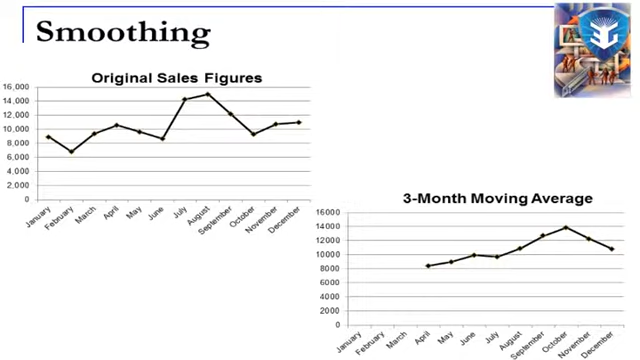 Smoothing
Original Sales Figures
16,000
14,000
12,000
10,000
8,000
6,000
4,000
2,000
0
January
February
March
April
May
June
July
August
September
October
November
December
3-Month Moving Average
16000
14000
12000
10000
8000
6000
4000
2000
0
January
February
March
April
May
June
July
August
September
October
November
December